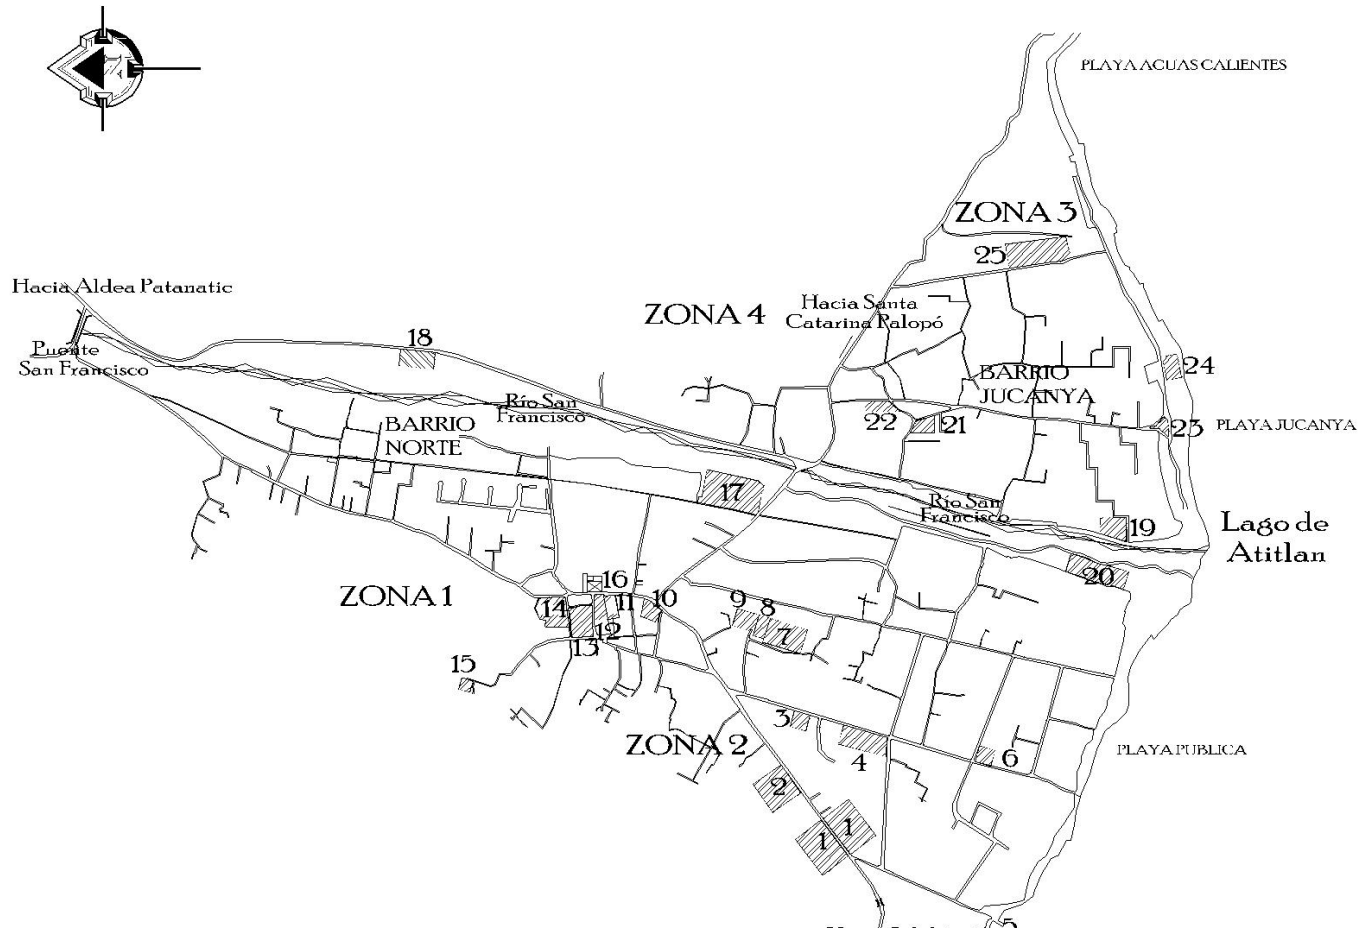 PLAYA AGUAS CALIENTES
ZONA 3
25
Hacia Aldea Patanatic
ZONA 4
Hacia Santa
Catarina Palopó
18
Puente
San Francisco
24
BARRIO
JUCANYA
Río San
Francisco
BARRIO
NORTE
22
21
23
PLAYA JUCANYA
17
Río San
Francisco
19
Lago de
Atitlan
20
ZONA 1
16
14
11
10
9
8
7
12
13
15
3
ZONA 2
4
6
PLAYA PUBLICA
2
1
1
5